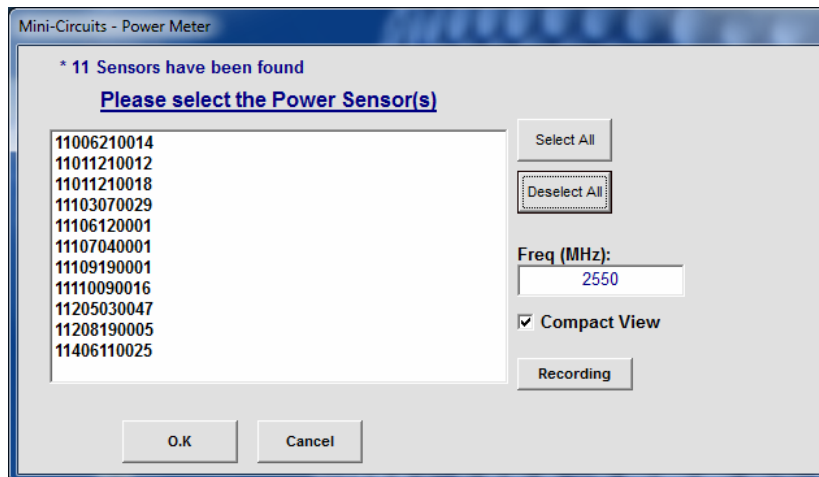 Mini-Circuits - Power Meter
* 11 Sensors have been found
Please select the Power Sensor(s)
11006210014
11011210012
11011210018
11103070029
11106120001
11107040001
11109190001
11110090016
11205030047
11208190005
11406110025
Select All
Deselect All
Freq (MHz):
2550
Compact View
Recording
O.K
Cancel